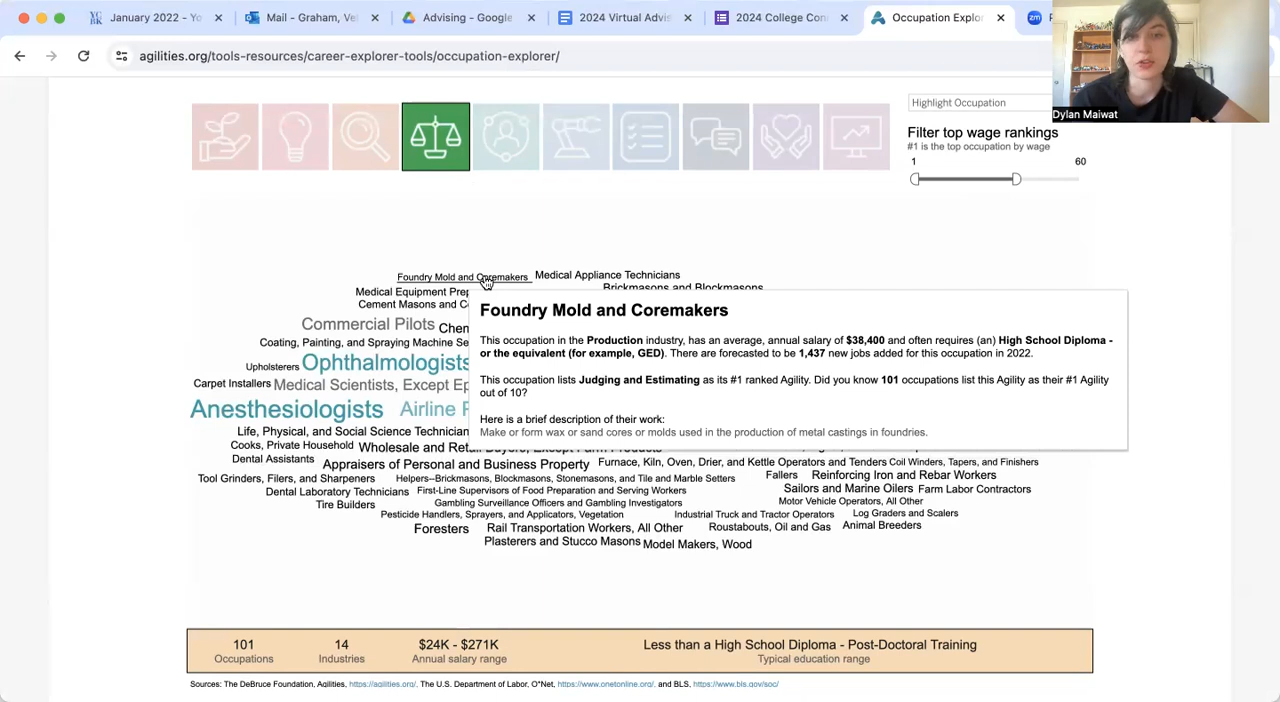 January 2022 - Yo
Mail - Graham, Ve
Advising - Google
2024 Virtual Advis
2024 College Con
Occupation Explor
zm
agilities.org/tools-resources/career-explorer-tools/occupation-explorer/
Dylan Maiwat
Highlight Occupation
Filter top wage rankings
#1 is the top occupation by wage
1 60
Foundry Mold and Coremakers Medical Appliance Technicians
Medical Equipment Prep Brickmasons and Blockmasons
Cement Masons and Co
Commercial Pilots Chem
Coating, Painting, and Spraying Machine Se
Upholsterers Ophthalmologists
Carpet Installers Medical Scientists, Except Ep
Anesthesiologists Airline P
Foundry Mold and Coremakers
This occupation in the Production industry, has an average, annual salary of $38,400 and often requires (an) High School Diploma -
or the equivalent (for example, GED). There are forecasted to be 1,437 new jobs added for this occupation in 2022.
This occupation lists Judging and Estimating as its #1 ranked Agility. Did you know 101 occupations list this Agility as their #1 Agility
out of 10?
Here is a brief description of their work:
Make or form wax or sand cores or molds used in the production of metal castings in foundries.
Life, Physical, and Social Science Technician
Cooks, Private Household Wholesale and Retail Buyers, Except Farm Products
Dental Assistants Appraisers of Personal and Business Property Furnace, Kiln, Oven, Drier, and Kettle Operators and Tenders Coil Winders, Tapers, and Finishers
Tool Grinders, Filers, and Sharpeners Helpers--Brickmasons, Blockmasons, Stonemasons, and Tile and Marble Setters Fallers Reinforcing Iron and Rebar Workers
Dental Laboratory Technicians First-Line Supervisors of Food Preparation and Serving Workers Sailors and Marine Oilers Farm Labor Contractors
Tire Builders Gambling Surveillance Officers and Gambling Investigators Motor Vehicle Operators, All Other
Pesticide Handlers, Sprayers, and Applicators, Vegetation Industrial Truck and Tractor Operators Log Graders and Scalers
Foresters Rail Transportation Workers, All Other Roustabouts, Oil and Gas Animal Breeders
Plasterers and Stucco Masons Model Makers, Wood
101 14 $24K - $271K Less than a High School Diploma - Post-Doctoral Training
Occupations Industries Annual salary range Typical education range
Sources: The DeBruce Foundation, Agilities, https://agilities.org/. The U.S. Department of Labor, O*Net, https://www.onetonline.org/. and BLS, https://www.bls.gov/soc/